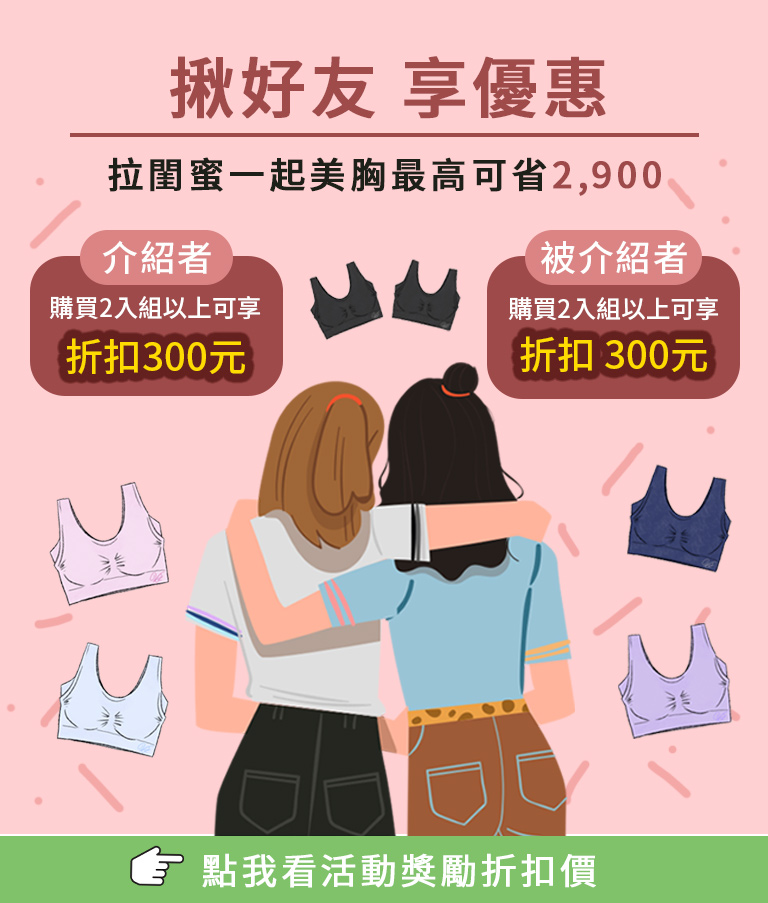 揪好友 享優惠
拉閨蜜一起美胸最高可省2,900
介紹者
購買2入組以上可享
折扣300元
被介紹者
購買2入組以上可享
折扣 300元
點我看活動獎勵折扣價